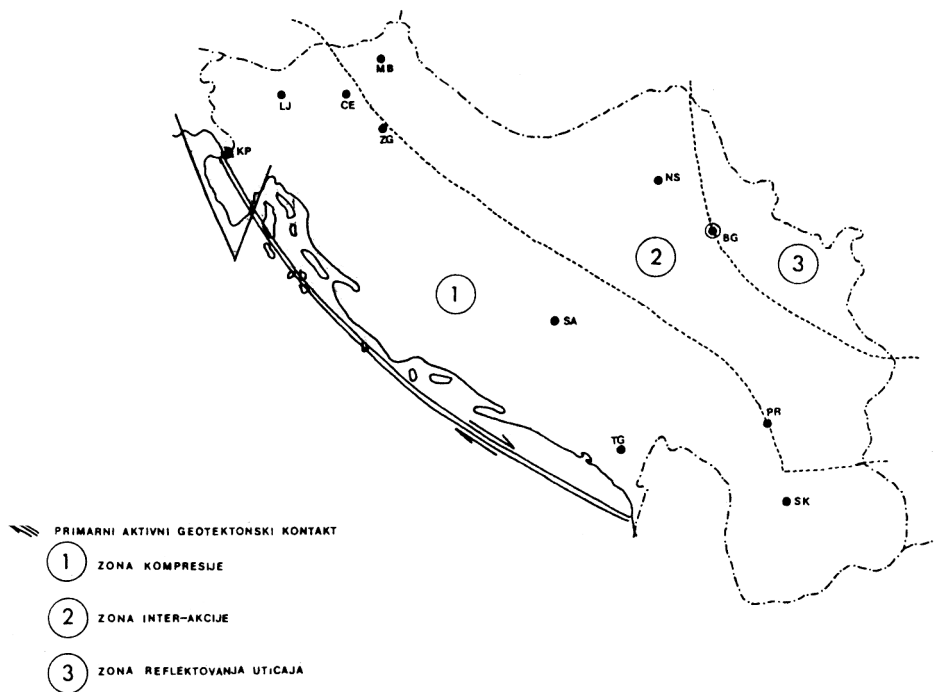 MB
LJ
CE
ZG
KP
NS
BG
2
3
1
SA
PR
TG
SK
PRIMARNI AKTIVNI GEOTEKTONSKI KONTAKT
1 ZONA KOMPRESIJE
2 ZONA INTER-AKCIJE
3 ZONA REFLEKTOVANJA UTICAJA